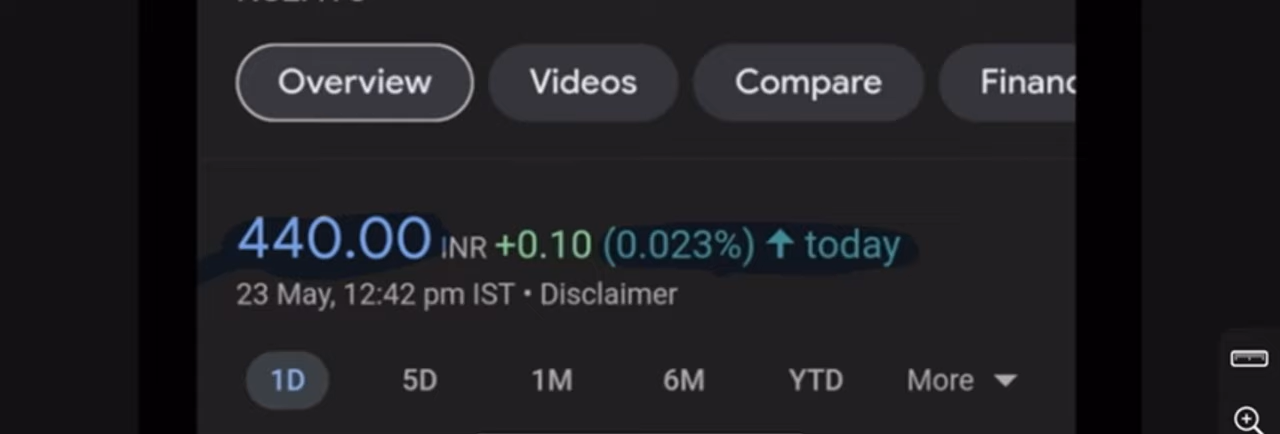 Overview Videos Compare Financ
440.00 INR +0.10 (0.023%) ↑ today
23 May, 12:42 pm IST • Disclaimer
1D 5D 1M 6M YTD More